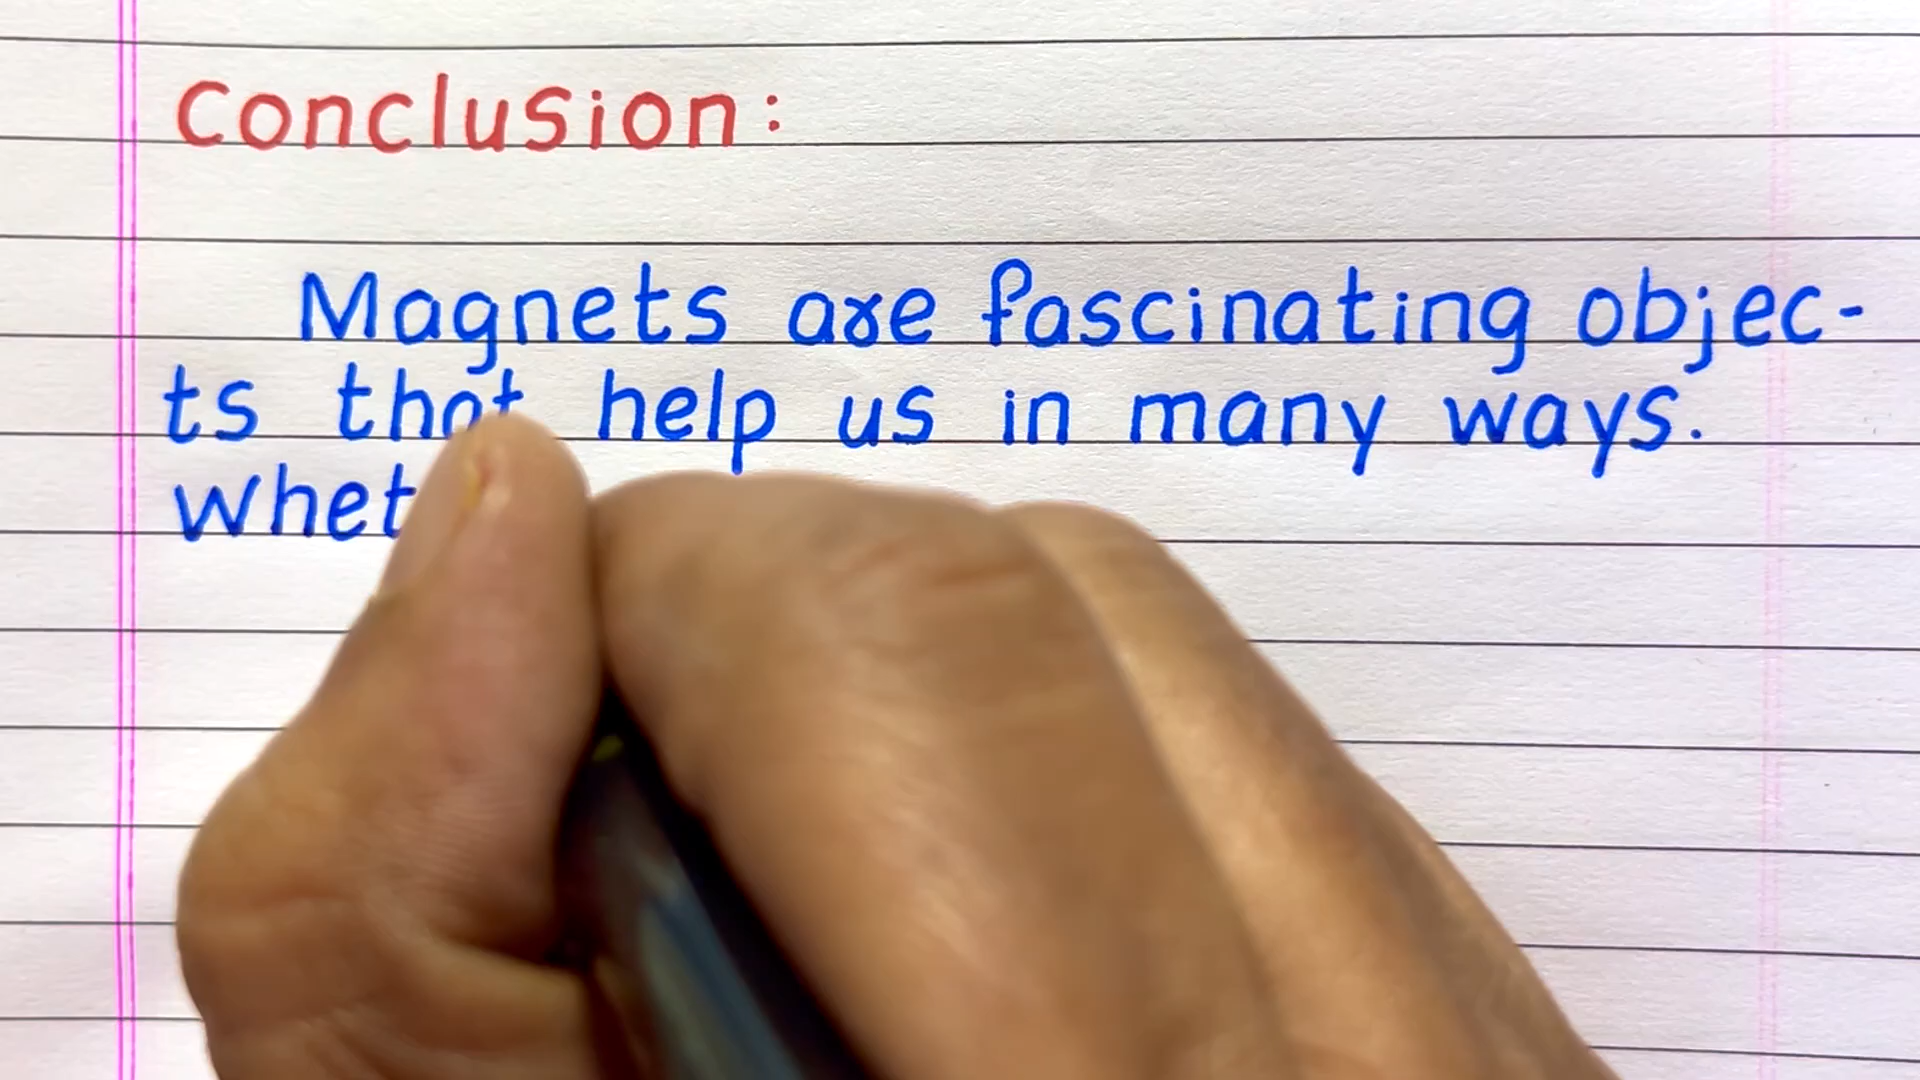 Conclusion:
Magnets are fascinating objec-
ts that help us in many ways.
whet